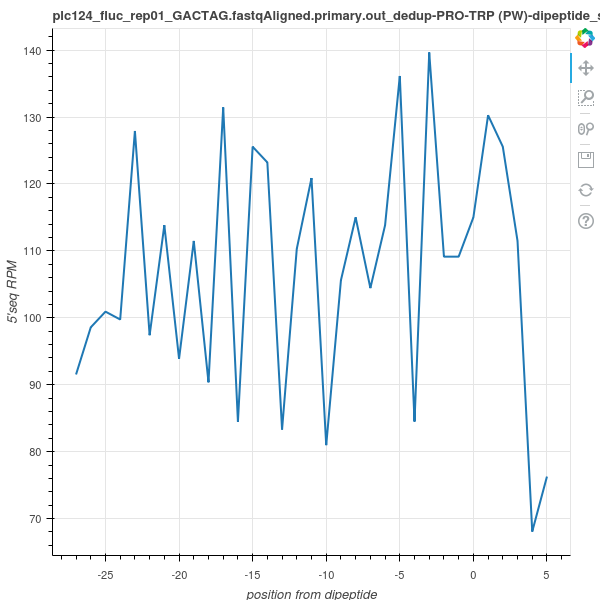 plc124_fluc_rep01_GACTAG.fastqAligned.primary.out_dedup-PRO-TRP (PW)-dipeptide_s
140
130
120
110
100
90
80
70
5'seq RPM
-25 -20 -15 -10 -5 0 5
position from dipeptide